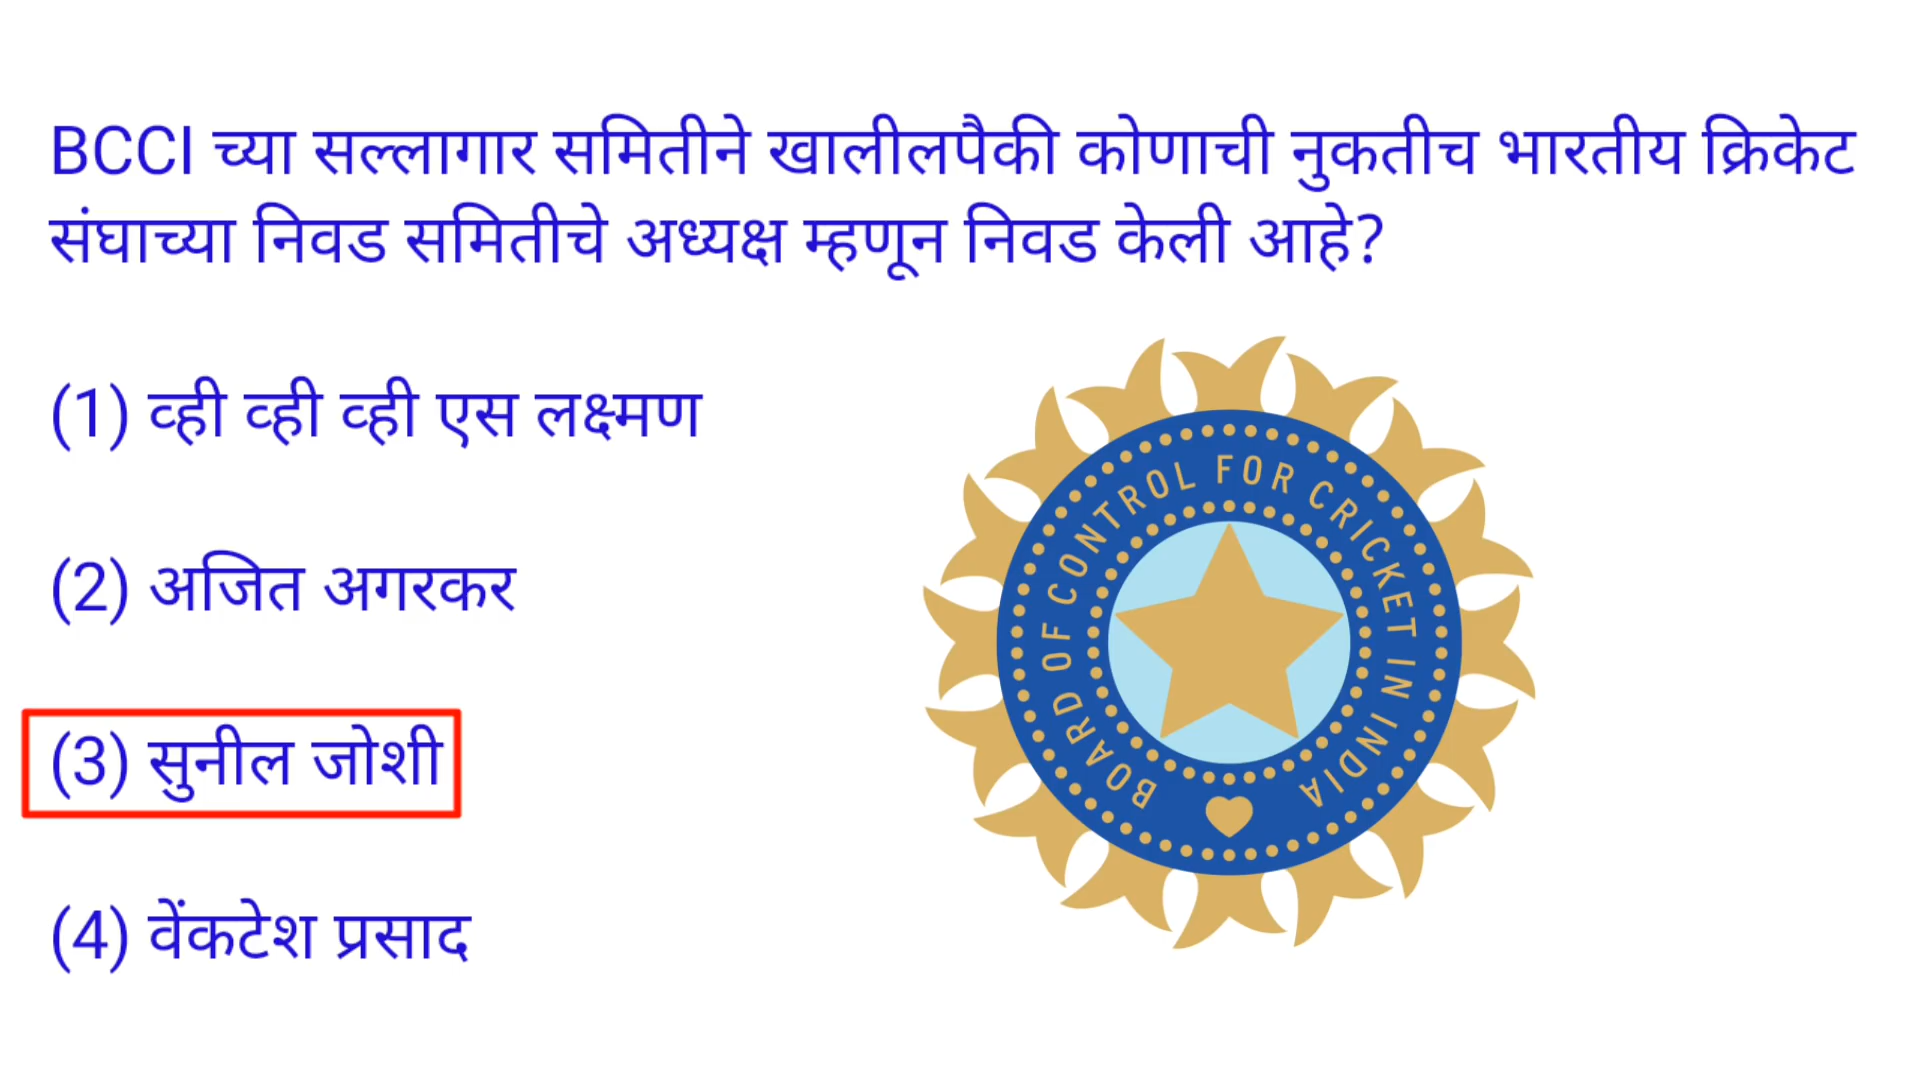 BCCI च्या सल्लागार समितीने खालीलपैकी कोणाची नुकतीच भारतीय क्रिकेट
संघाच्या निवड समितीचे अध्यक्ष म्हणून निवड केली आहे?
(1) व्ही व्ही व्ही एस लक्ष्मण
(2) अजित अगरकर
(3) सुनील जोशी
(4) वेंकटेश प्रसाद
BOARD OF CONTROL FOR CRICKET IN INDIA